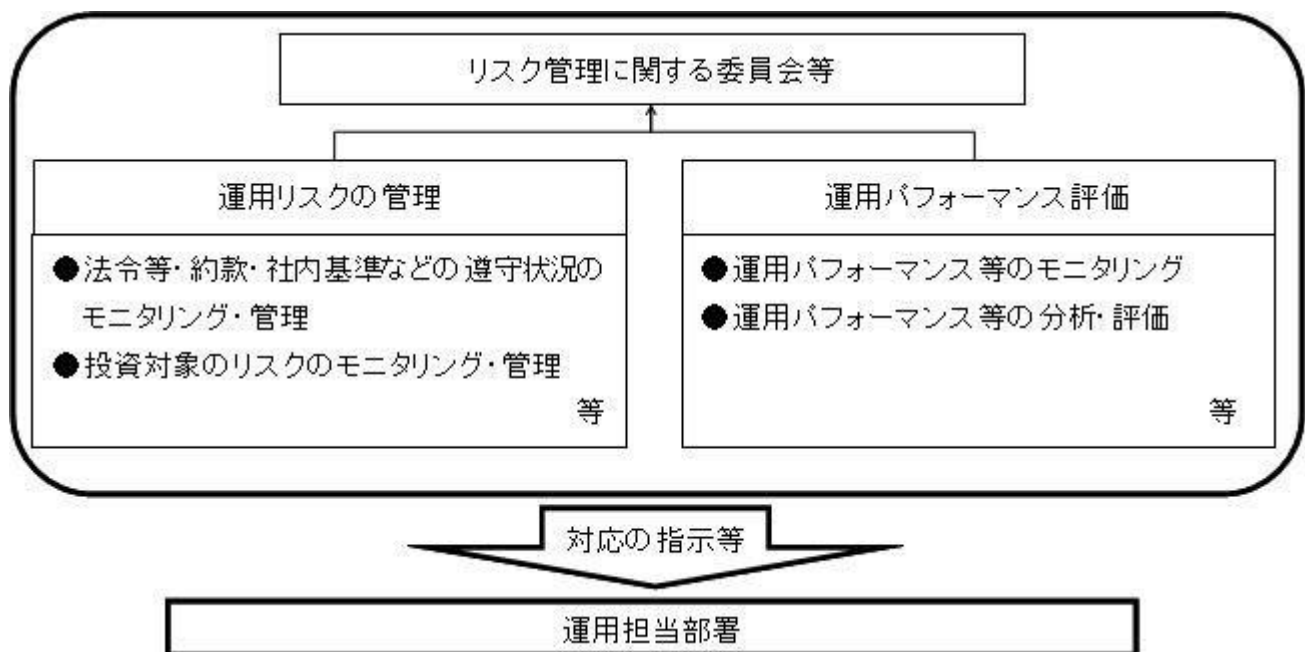 リスク管理に関する委員会等
運用リスクの管理
●法令等・約款・社内基準などの遵守状況の
モニタリング・管理
●投資対象のリスクのモニタリング・管理
等
運用パフォーマンス評価
●運用パフォーマンス等のモニタリング
●運用パフォーマンス等の分析・評価
等
対応の指示等
運用担当部署